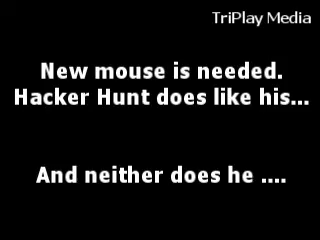 TriPlay Media
New mouse is needed.
Hacker Hunt does like his...
And neither does he ....